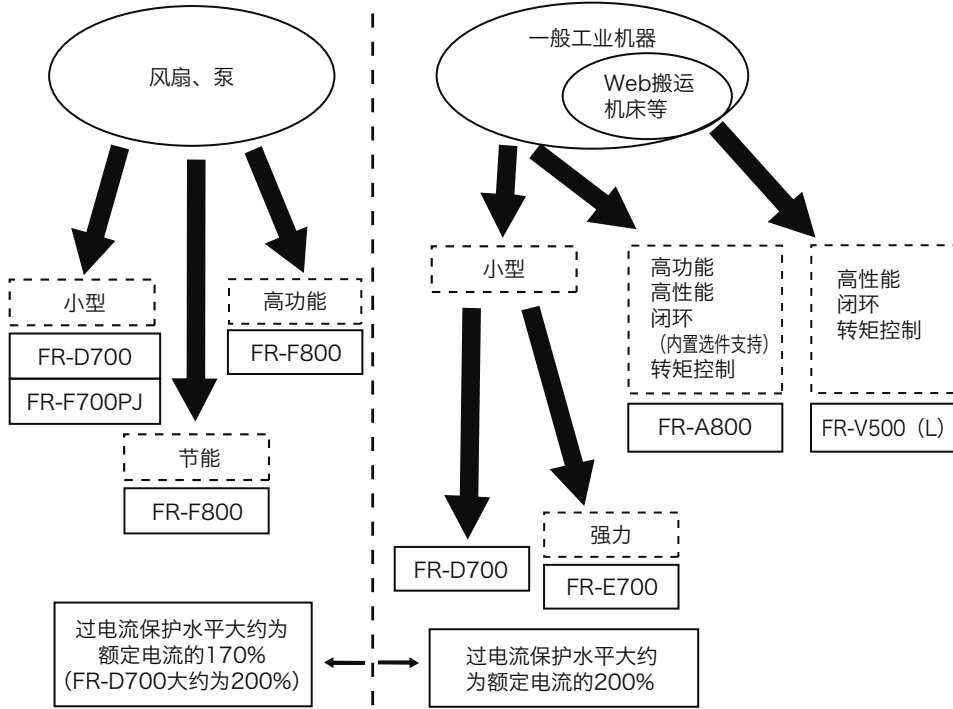 风扇、泵
小型
FR-D700
FR-F700PJ
节能
FR-F800
高功能
FR-F800
过电流保护水平大约为
额定电流的170%
（FR-D700大约为200%）
一般工业机器
Web搬运
机床等
小型
FR-D700
强力
FR-E700
高功能
高性能
闭环
（内置选件支持）
转矩控制
FR-A800
高性能
闭环
转矩控制
FR-V500（L）
过电流保护水平大约
为额定电流的200%